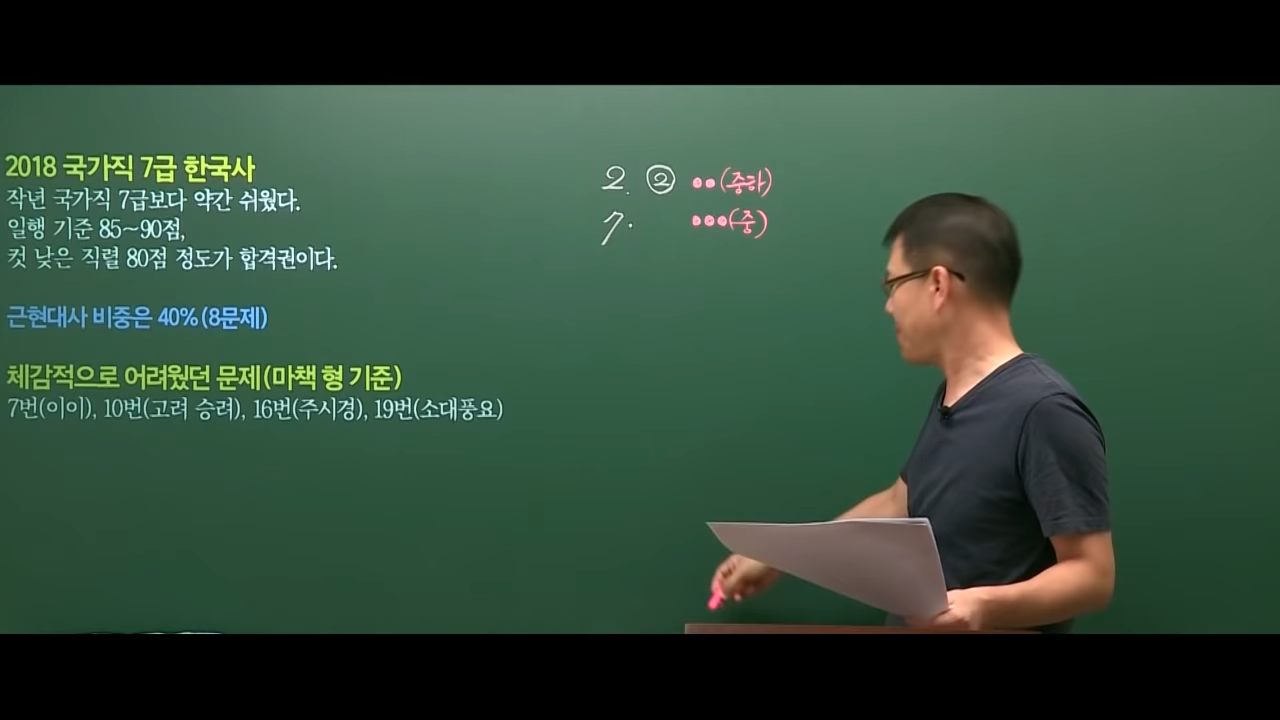 2018 국가직 7급 한국사
작년 국가직 7급보다 약간 쉬웠다.
일행 기준 85~90점,
컷 낮은 직렬 80점 정도가 합격권이다.
근현대사 비중은 40%(8문제)
체감적으로 어려웠던 문제(마책 형 기준)
7번(이이), 10번(고려 승려), 16번(주시경), 19번(소대풍요)
2. ② ●●(중하)
7. ●●●(중)